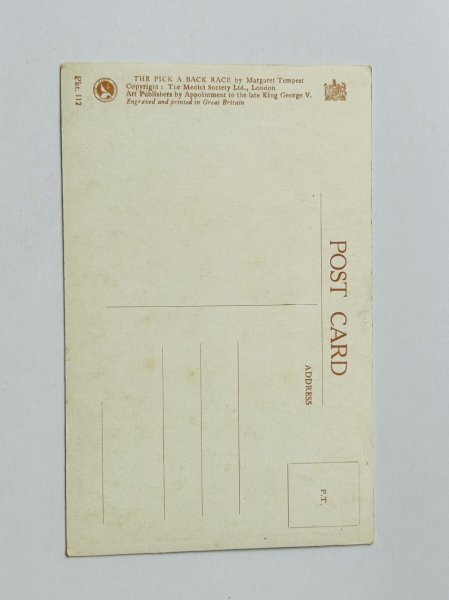 THE PICK A BACK RACE by Margaret Tempest
Copyright : The Medici Society Ltd., London
Art Publishers by Appointment to the late King George V.
Engraved and printed in Great Britain
Pkt. 112
POST CARD
ADDRESS
P.T.